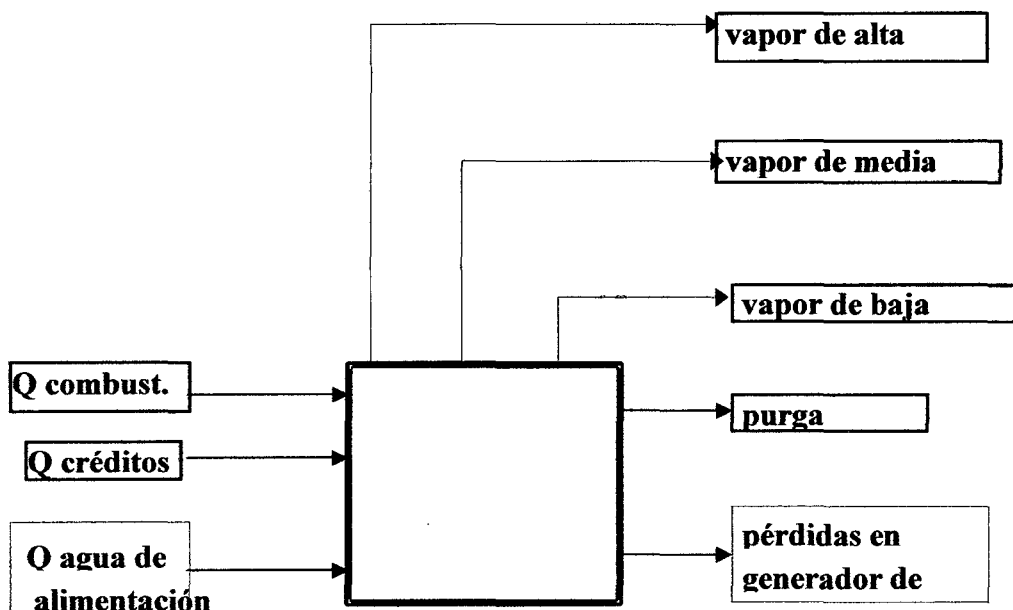 vapor de alta
vapor de media
vapor de baja
Q combust.
purga
Q créditos
Q agua de
alimentación
pérdidas en
generador de